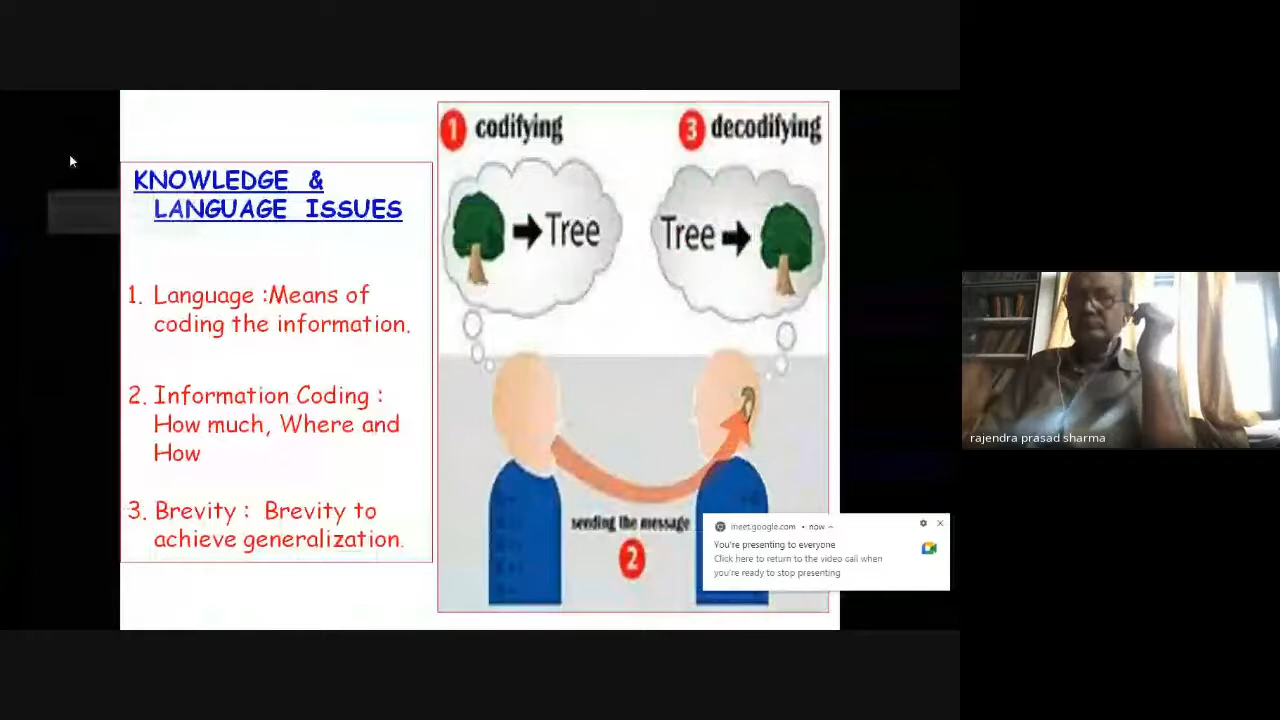 KNOWLEDGE &
LANGUAGE ISSUES
1. Language :Means of
coding the information.
2. Information Coding :
How much, Where and
How
3. Brevity : Brevity to
achieve generalization.
1 codifying
3 decodifying
Tree
Tree
sending the message
2
meet.google.com • now
You're presenting to everyone
Click here to return to the video call when
you're ready to stop presenting
rajendra prasad sharma